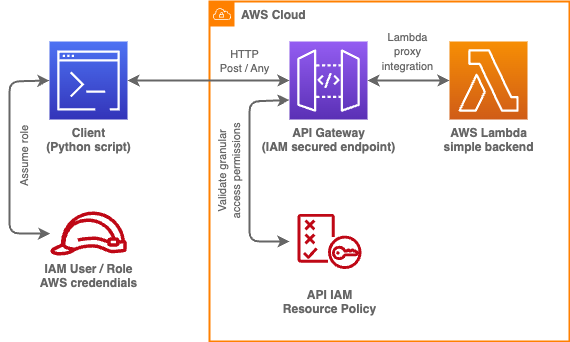 AWS Cloud
HTTP
Post / Any
Lambda
proxy
integration
Client
(Python script)
API Gateway
(IAM secured endpoint)
AWS Lambda
simple backend
Assume role
Validate granular
access permissions
IAM User / Role
AWS credentials
API IAM
Resource Policy